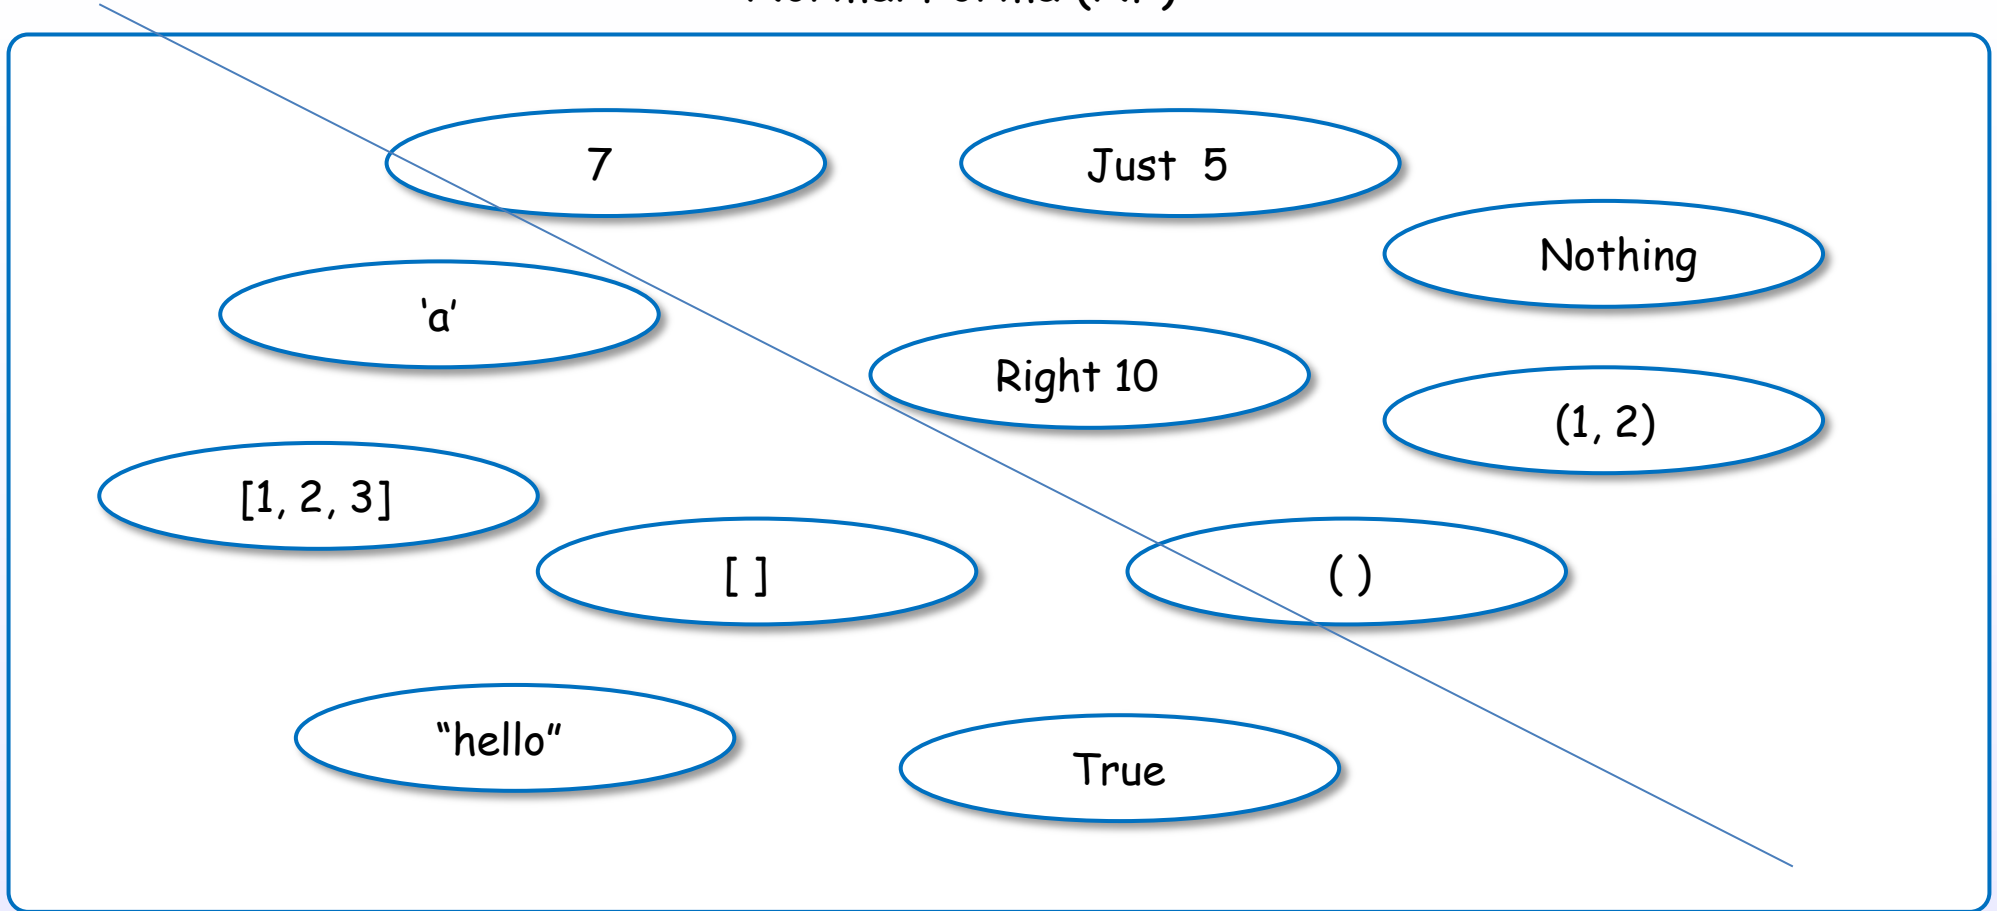 7
Just 5
Nothing
‘a’
Right 10
(1, 2)
[1, 2, 3]
[ ]
( )
“hello”
True